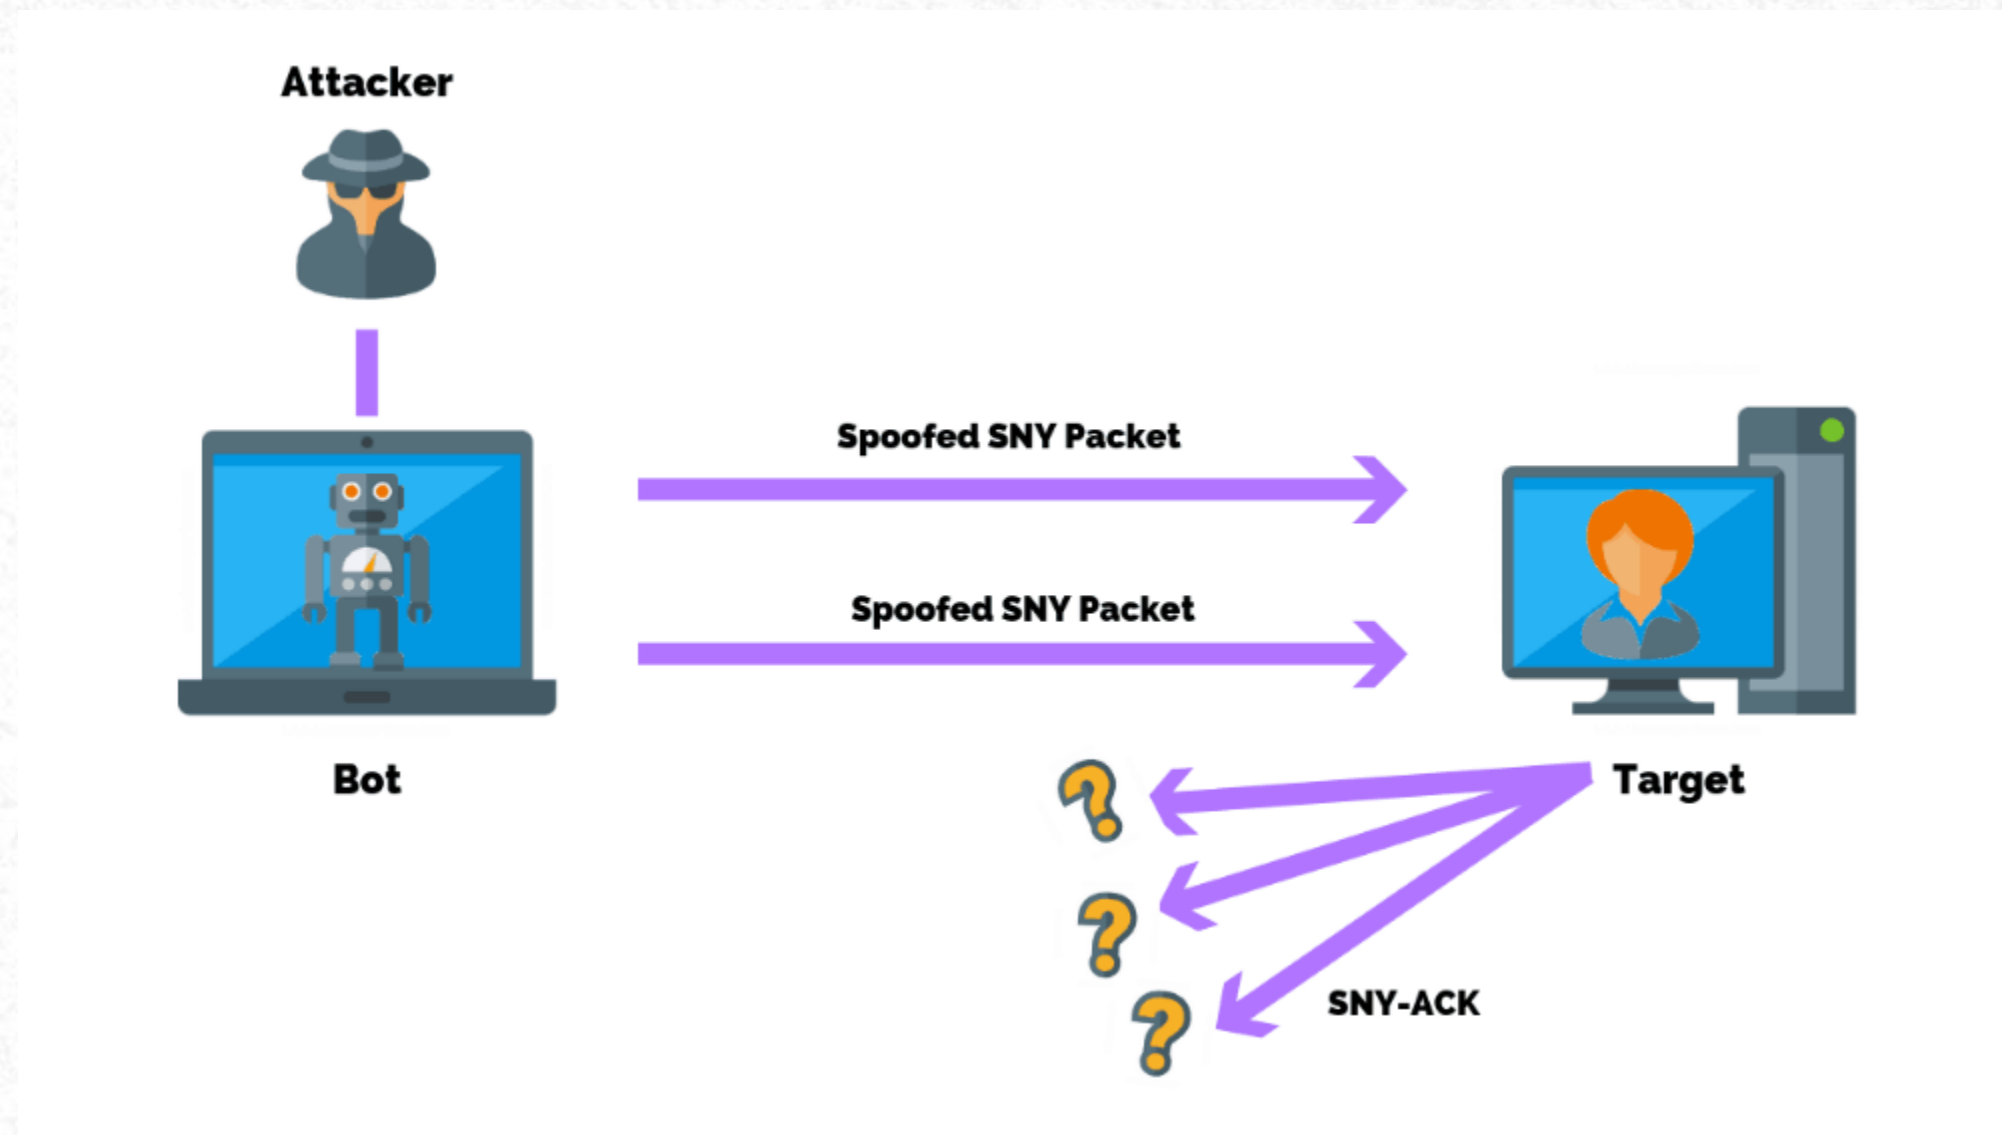 Attacker
Spoofed SNY Packet
Spoofed SNY Packet
Bot
Target
SNY-ACK